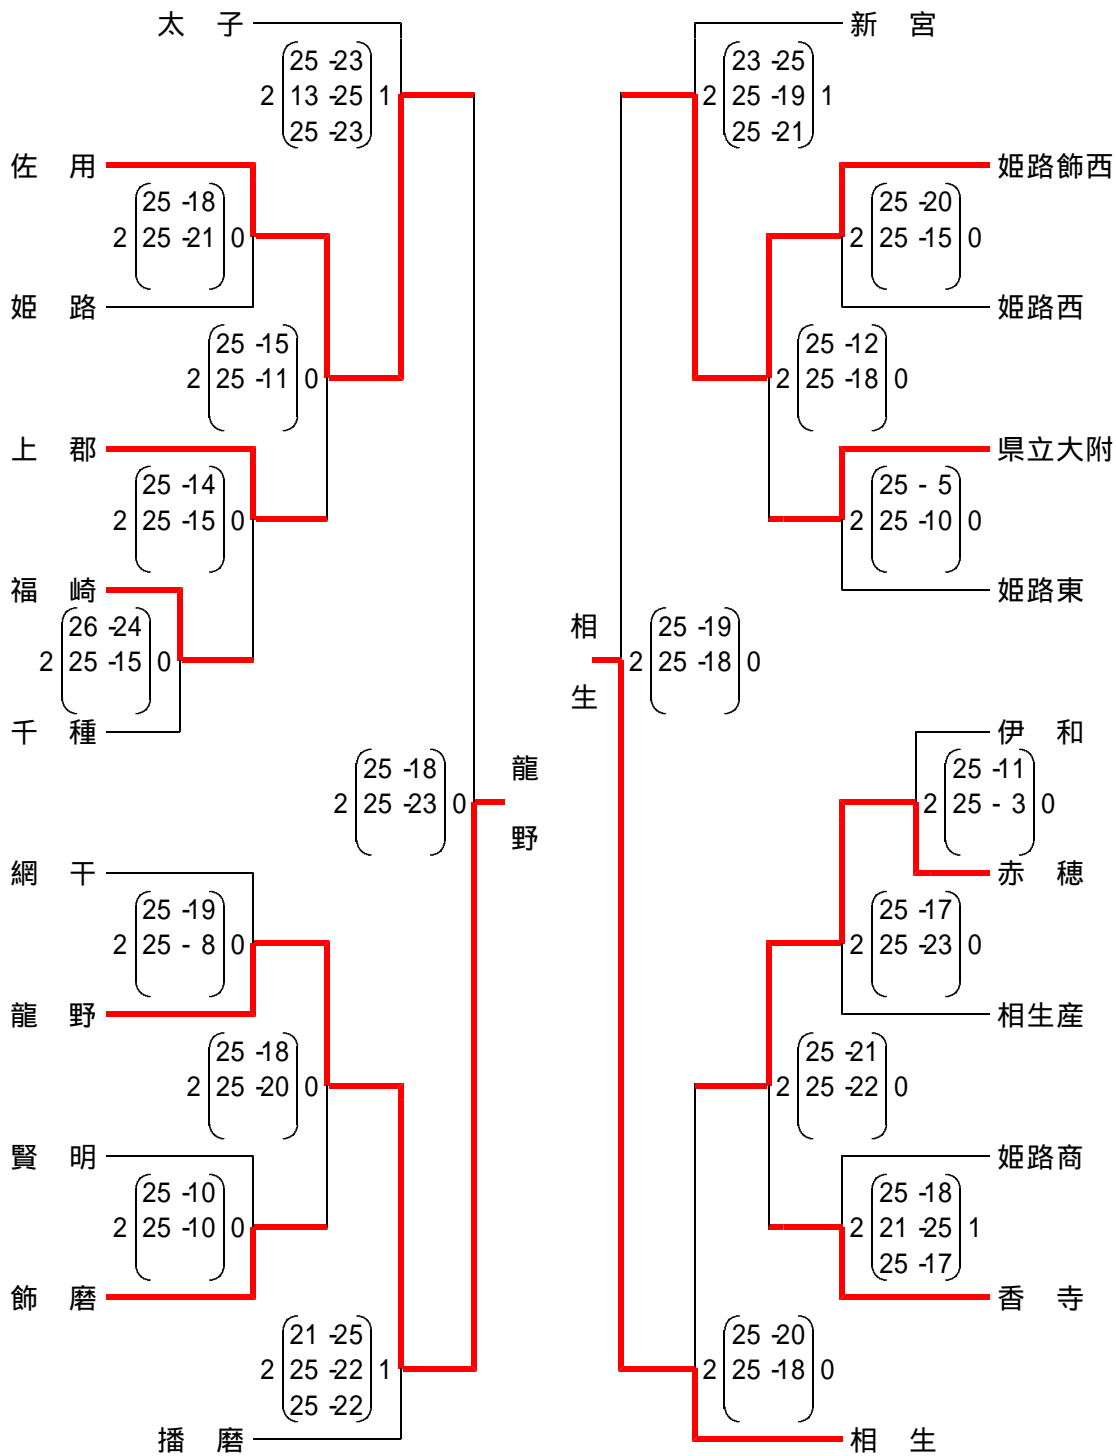 太 子
25 -23
2 13 -25 1
25 -23
佐 用
25 -18
2 25 -21 0
姫 路
25 -15
2 25 -11 0
上 郡
25 -14
2 25 -15 0
福 崎
26 -24
2 25 -15 0
千 種
25 -18
2 25 -23 0
龍
野
網 干
25 -19
2 25 - 8 0
龍 野
25 -18
2 25 -20 0
賢 明
25 -10
2 25 -10 0
飾 磨
21 -25
2 25 -22 1
25 -22
播 磨
新 宮
23 -25
2 25 -19 1
25 -21
姫路飾西
25 -20
2 25 -15 0
姫路西
25 -12
2 25 -18 0
県立大附
25 - 5
2 25 -10 0
姫路東
相
生
25 -19
2 25 -18 0
伊 和
25 -11
2 25 - 3 0
赤 穂
25 -17
2 25 -23 0
相生産
25 -21
2 25 -22 0
姫路商
25 -18
2 21 -25 1
25 -17
香 寺
25 -20
2 25 -18 0
相 生